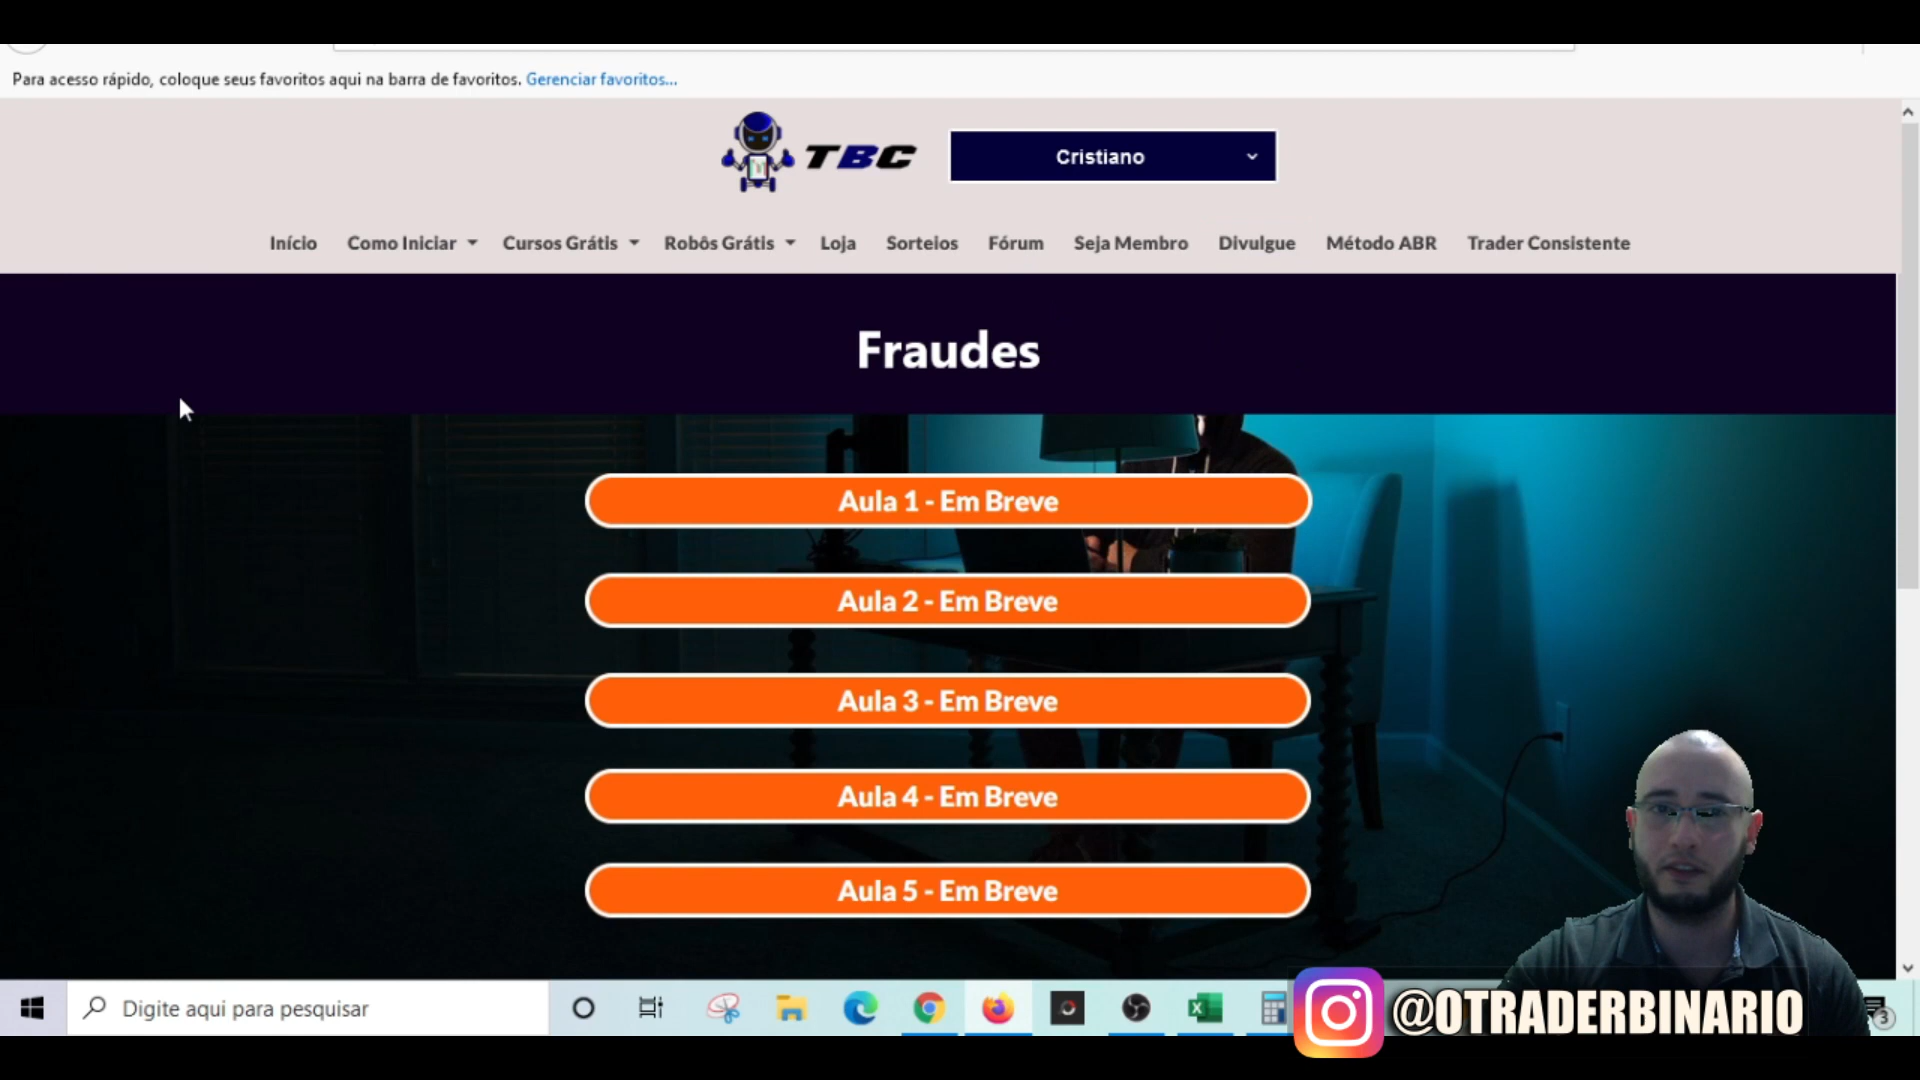 Para acesso rápido, coloque seus favoritos aqui na barra de favoritos. Gerenciar favoritos...
TBC
Cristiano
Início Como Iniciar Cursos Grátis Robôs Grátis Loja Sorteios Fórum Seja Membro Divulgue Método ABR Trader Consistente
Fraudes
Aula 1 - Em Breve
Aula 2 - Em Breve
Aula 3 - Em Breve
Aula 4 - Em Breve
Aula 5 - Em Breve
Digite aqui para pesquisar
@OTRADERBINARIO
3